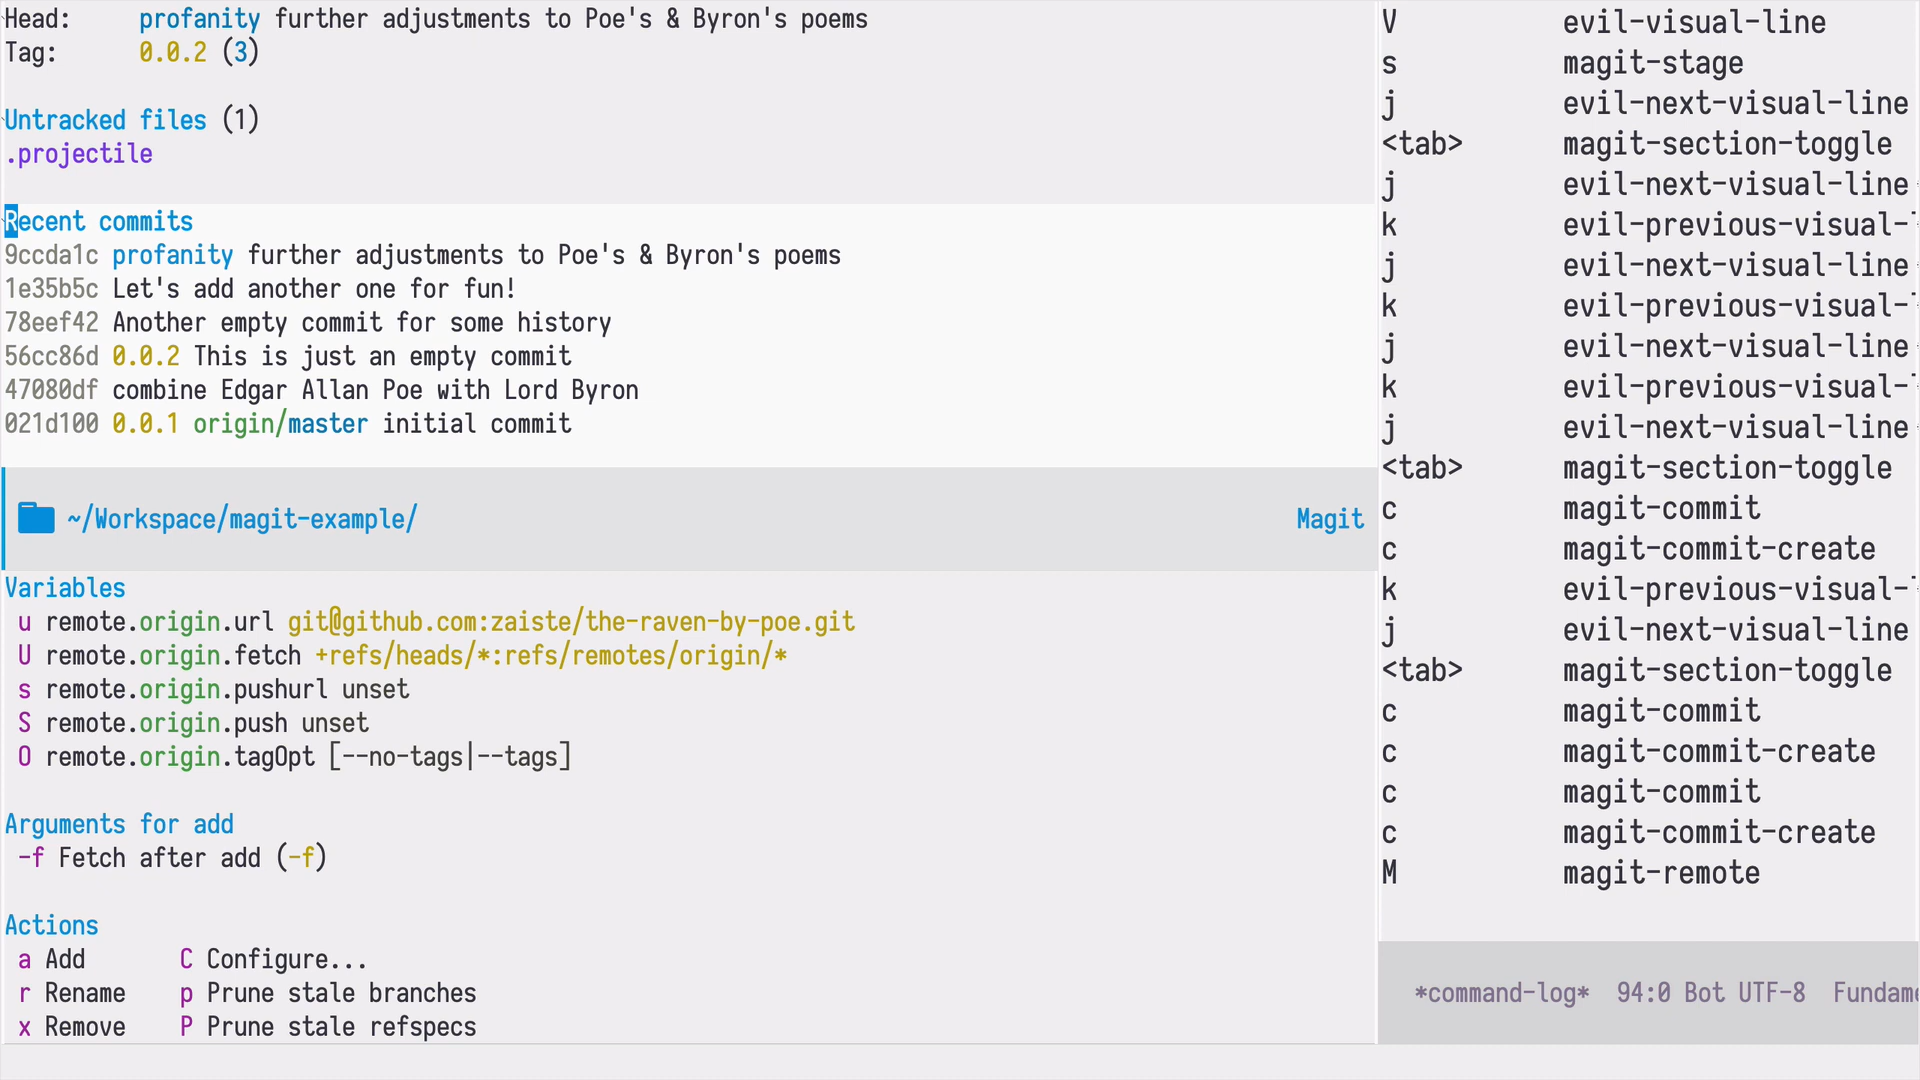 Head: profanity further adjustments to Poe's & Byron's poems
Tag: 0.0.2 (3)
Untracked files (1)
.projectile
Recent commits
9ccda1c profanity further adjustments to Poe's & Byron's poems
1e35b5c Let's add another one for fun!
78eef42 Another empty commit for some history
56cc86d 0.0.2 This is just an empty commit
47080df combine Edgar Allan Poe with Lord Byron
021d100 0.0.1 origin/master initial commit
~/Workspace/magit-example/ Magit
Variables
u remote.origin.url git@github.com:zaiste/the-raven-by-poe.git
U remote.origin.fetch +refs/heads/*:refs/remotes/origin/*
s remote.origin.pushurl unset
S remote.origin.push unset
O remote.origin.tagOpt [--no-tags|--tags]
Arguments for add
-f Fetch after add (-f)
Actions
a Add C Configure...
r Rename p Prune stale branches
x Remove P Prune stale refspecs
V evil-visual-line
s magit-stage
j evil-next-visual-line
<tab> magit-section-toggle
j evil-next-visual-line
k evil-previous-visual-
j evil-next-visual-line
k evil-previous-visual-
j evil-next-visual-line
k evil-previous-visual-
j evil-next-visual-line
<tab> magit-section-toggle
c magit-commit
c magit-commit-create
k evil-previous-visual-
j evil-next-visual-line
<tab> magit-section-toggle
c magit-commit
c magit-commit-create
c magit-commit
c magit-commit-create
M magit-remote
*command-log* 94:0 Bot UTF-8 Fundam